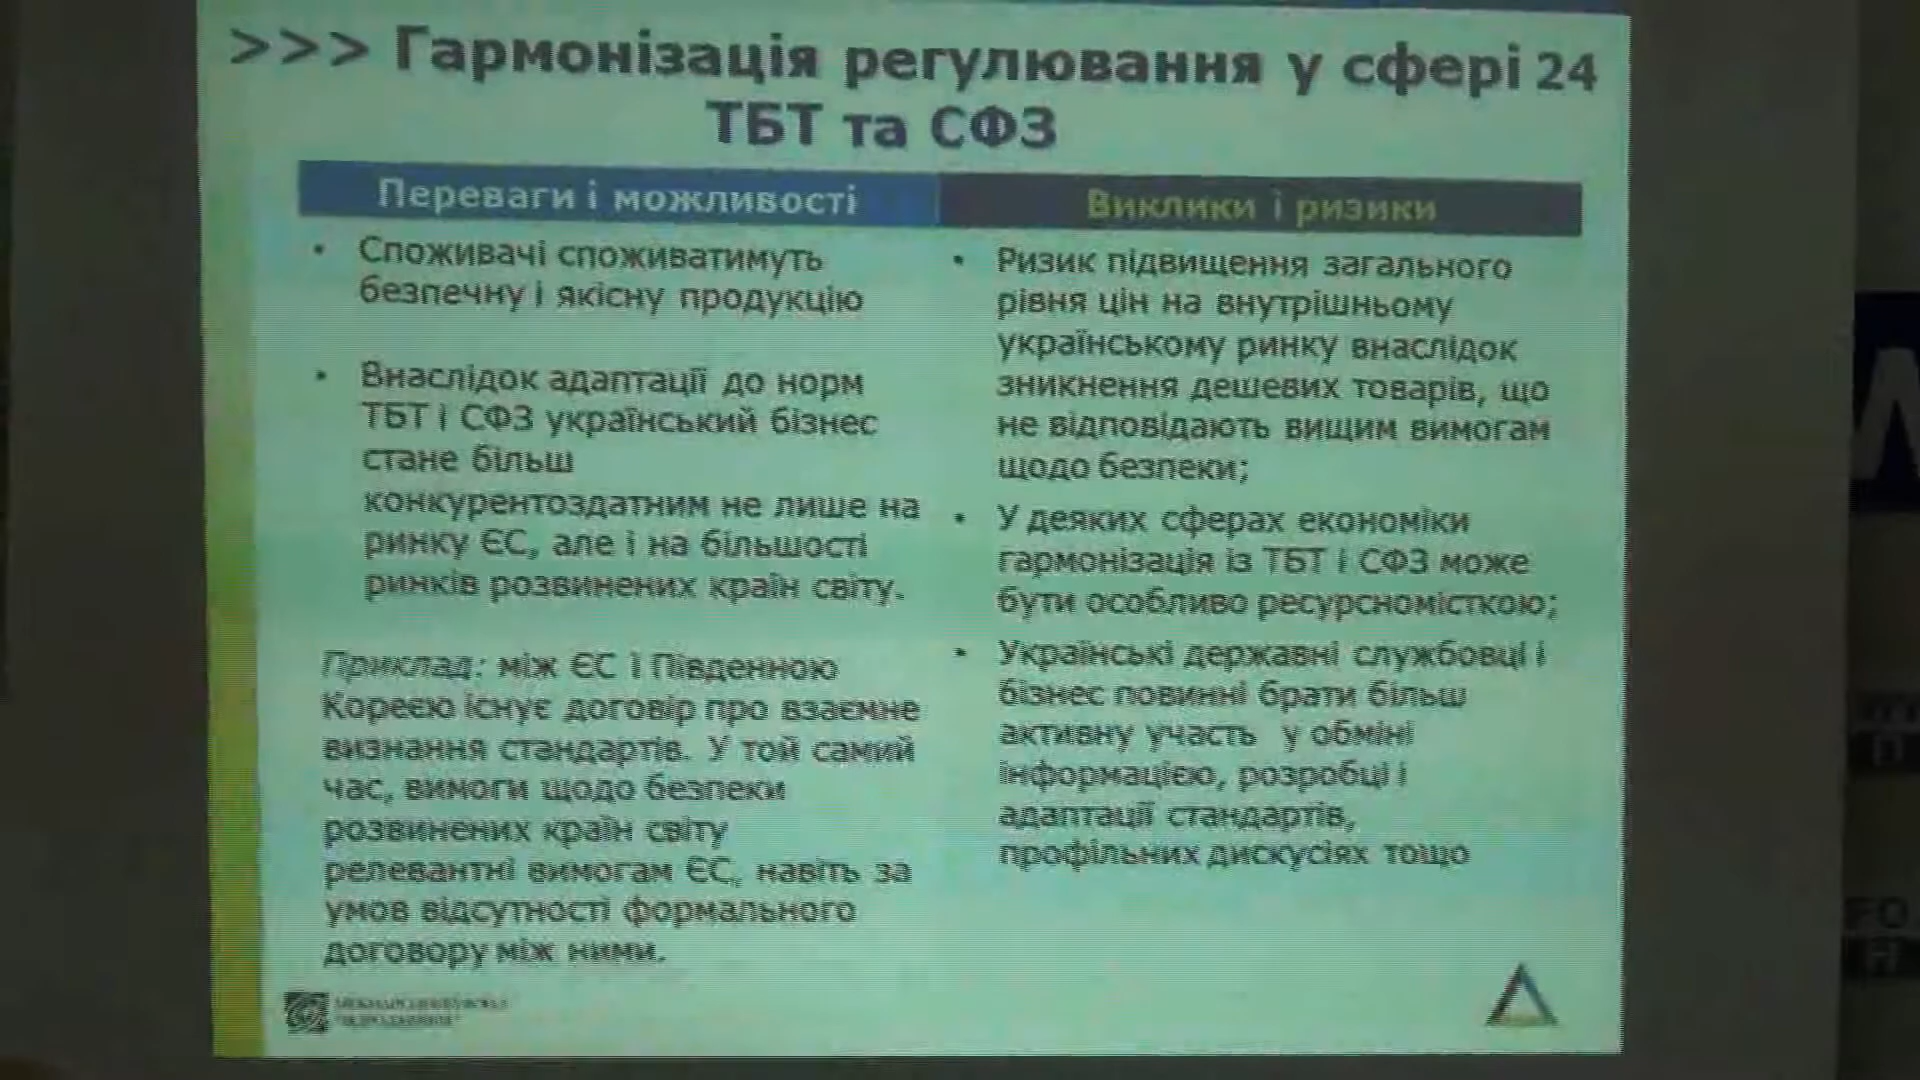 >>> Гармонізація регулювання у сфері 24
ТБТ та СФЗ
Переваги і можливості
• Споживачі споживатимуть
безпечну і якісну продукцію
• Внаслідок адаптації до норм
ТБТ і СФЗ український бізнес
стане більш
конкурентоздатним не лише на
ринку ЄС, але і на більшості
ринків розвинених країн світу.
Приклад: між ЄС і Південною
Кореєю існує договір про взаємне
визнання стандартів. У той самий
час, вимоги щодо безпеки
розвинених країн світу
релевантні вимогам ЄС, навіть за
умов відсутності формального
договору між ними.
Виклики і ризики
• Ризик підвищення загального
рівня цін на внутрішньому
українському ринку внаслідок
зникнення дешевих товарів, що
не відповідають вищим вимогам
щодо безпеки;
• У деяких сферах економіки
гармонізація із ТБТ і СФЗ може
бути особливо ресурсномісткою;
• Українські державні службовці і
бізнес повинні брати більш
активну участь у обміні
інформацією, розробці і
адаптації стандартів,
профільних дискусіях тощо